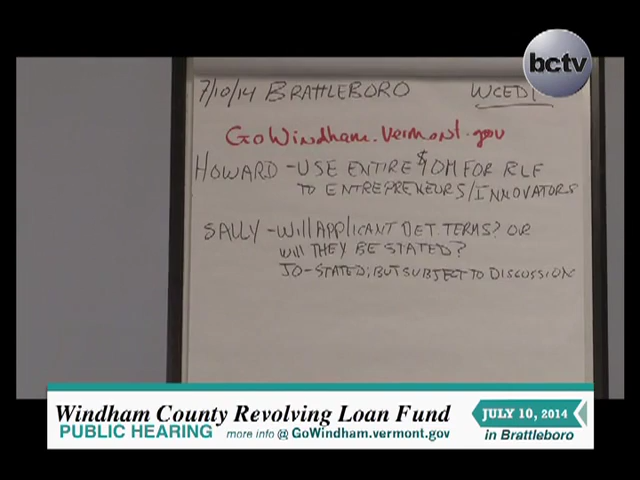 bctv
7/10/14 BRATTLEBORO WCEDP
GoWindham.vermont.gov
HOWARD - USE ENTIRE $10M FOR RLF
TO ENTREPRENEURS/INNOVATORS
SALLY - WILL APPLICANT DET. TERMS? OR
WILL THEY BE STATED?
JO - STATED; BUT SUBJECT TO DISCUSSION
Windham County Revolving Loan Fund
JULY 10, 2014
PUBLIC HEARING more info @ GoWindham.vermont.gov
in Brattleboro